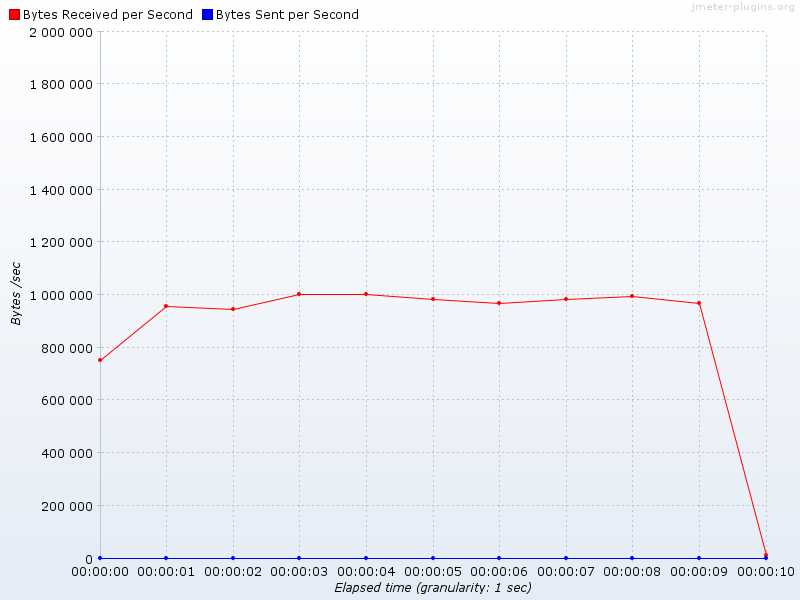 jmeter-plugins.org
Bytes Received per Second Bytes Sent per Second
2 000 000
1 800 000
1 600 000
1 400 000
1 200 000
1 000 000
800 000
600 000
400 000
200 000
0
Bytes /sec
00:00:00 00:00:01 00:00:02 00:00:03 00:00:04 00:00:05 00:00:06 00:00:07 00:00:08 00:00:09 00:00:10
Elapsed time (granularity: 1 sec)